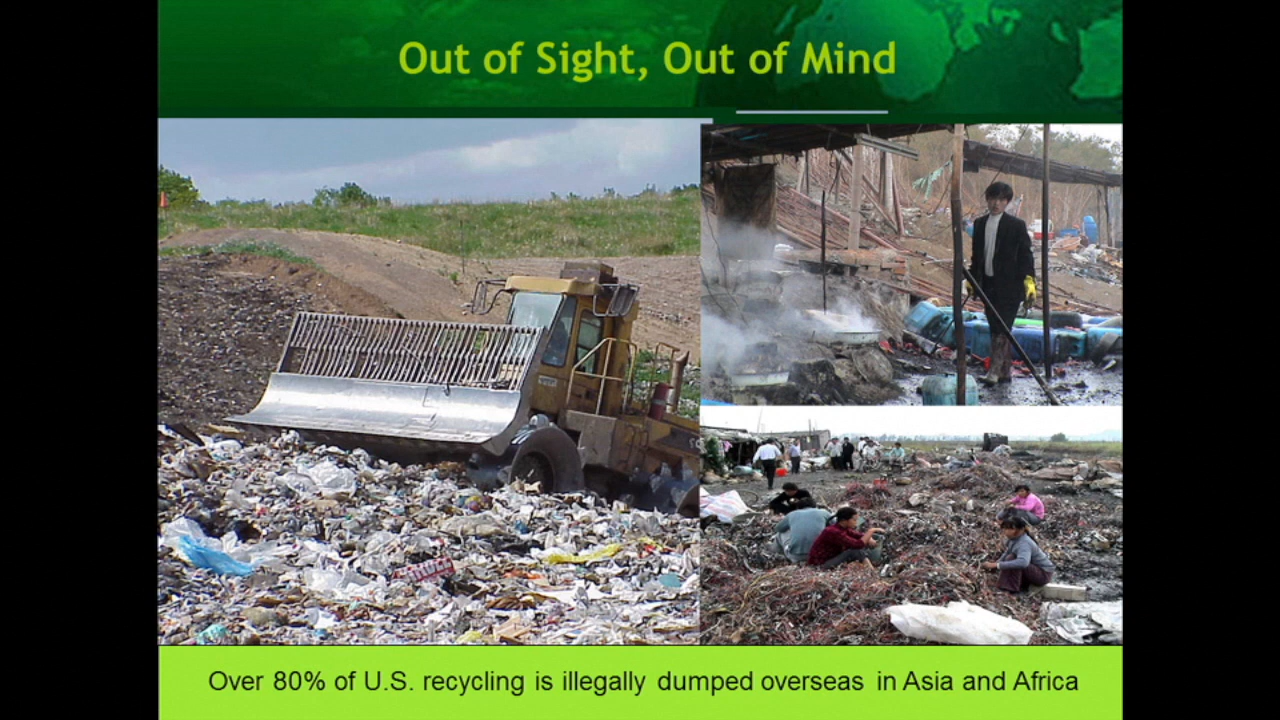 Out of Sight, Out of Mind
Over 80% of U.S. recycling is illegally dumped overseas in Asia and Africa